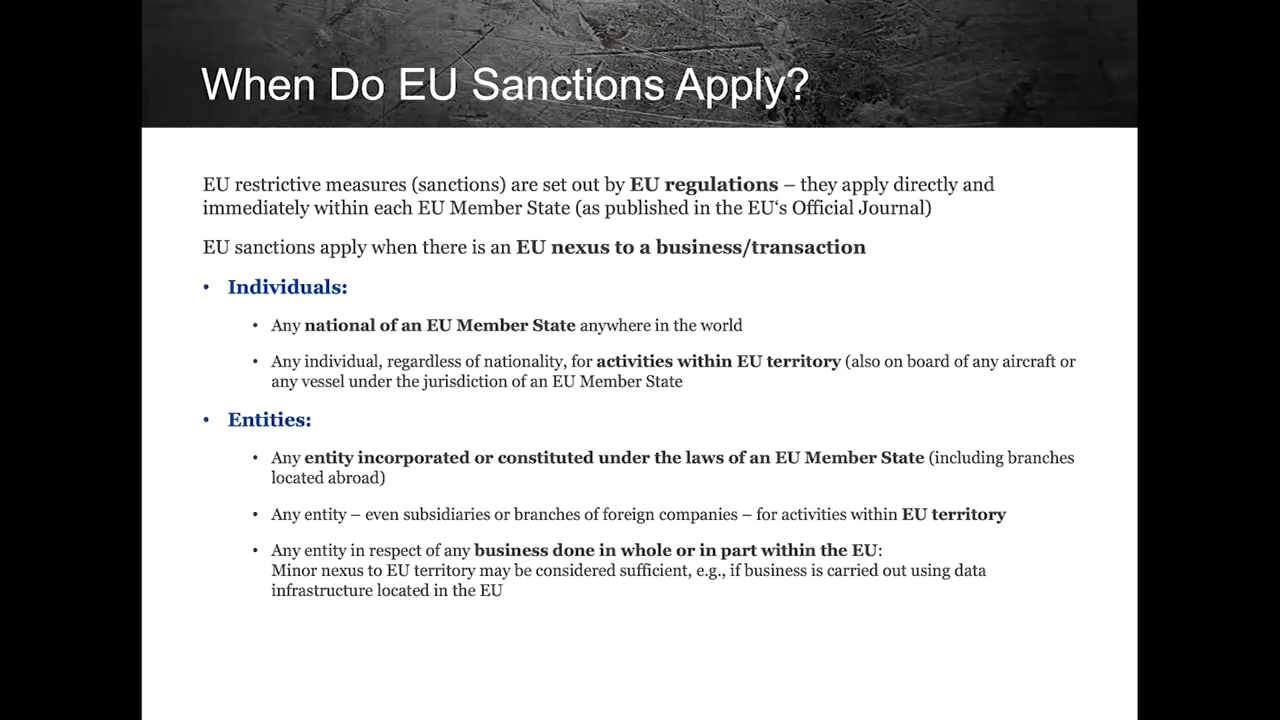 When Do EU Sanctions Apply?
EU restrictive measures (sanctions) are set out by EU regulations – they apply directly and
immediately within each EU Member State (as published in the EU‘s Official Journal)
EU sanctions apply when there is an EU nexus to a business/transaction
• Individuals:
• Any national of an EU Member State anywhere in the world
• Any individual, regardless of nationality, for activities within EU territory (also on board of any aircraft or
any vessel under the jurisdiction of an EU Member State
• Entities:
• Any entity incorporated or constituted under the laws of an EU Member State (including branches
located abroad)
• Any entity – even subsidiaries or branches of foreign companies – for activities within EU territory
• Any entity in respect of any business done in whole or in part within the EU:
Minor nexus to EU territory may be considered sufficient, e.g., if business is carried out using data
infrastructure located in the EU